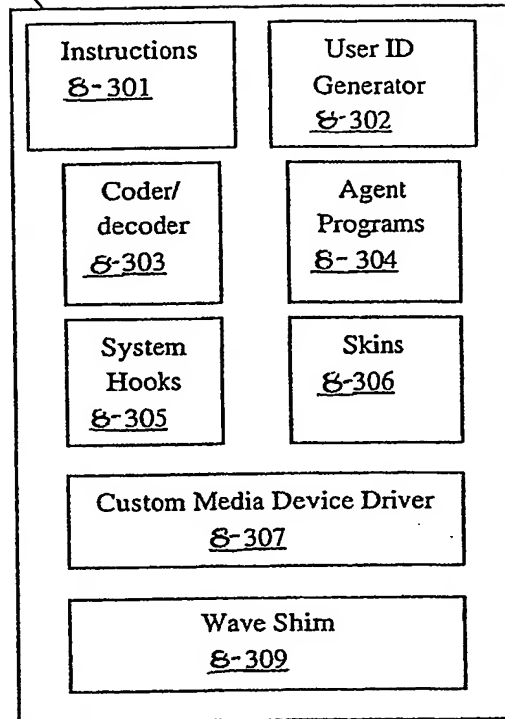 Instructions
8-301
User ID
Generator
8-302
Coder/
decoder
8-303
Agent
Programs
8-304
System
Hooks
8-305
Skins
8-306
Custom Media Device Driver
8-307
Wave Shim
8-309